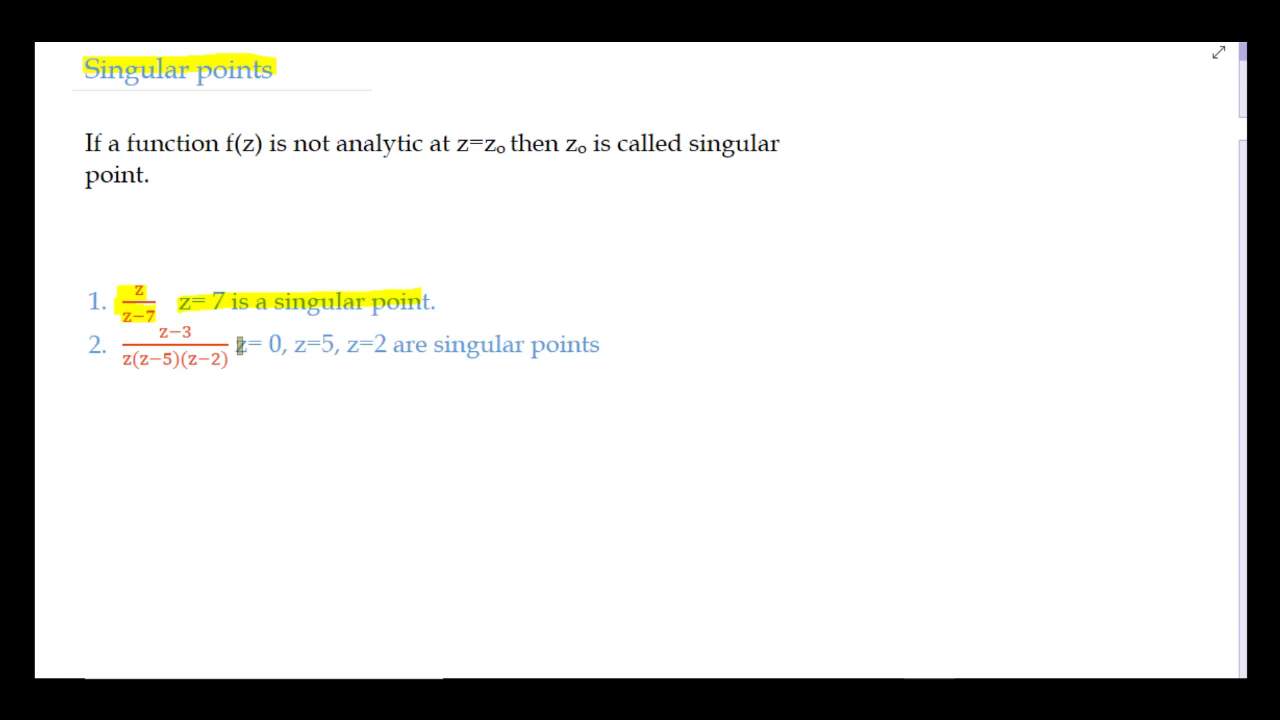 Singular points
If a function f(z) is not analytic at z=z₀ then z₀ is called singular
point.
1. z/(z−7) z= 7 is a singular point.
2. (z−3)/(z(z−5)(z−2)) z= 0, z=5, z=2 are singular points